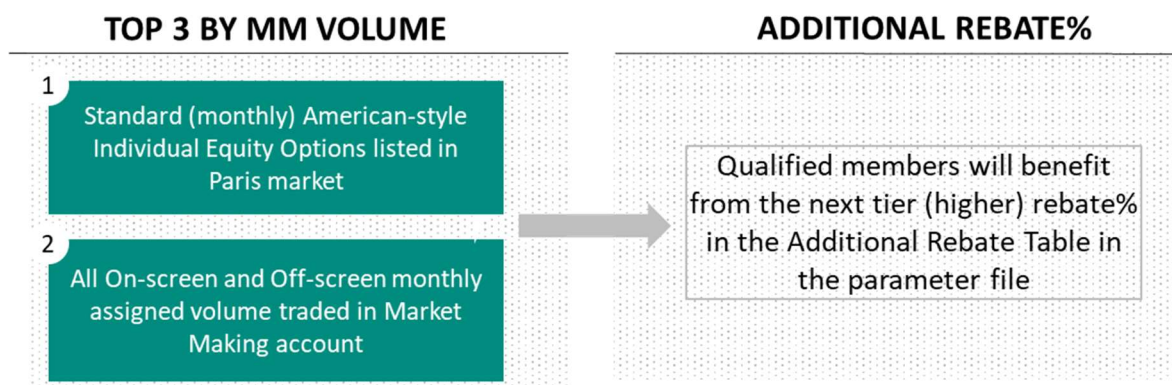 TOP 3 BY MM VOLUME
1
Standard (monthly) American-style
Individual Equity Options listed in
Paris market
2
All On-screen and Off-screen monthly
assigned volume traded in Market
Making account
ADDITIONAL REBATE%
Qualified members will benefit
from the next tier (higher) rebate%
in the Additional Rebate Table in
the parameter file